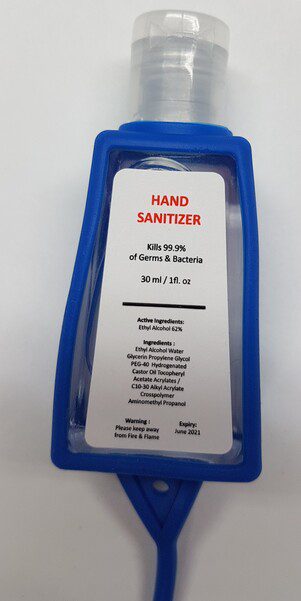 HAND
SANITIZER
Kills 99.9%
of Germs & Bacteria
30 ml / 1fl. oz
Active Ingredients:
Ethyl Alcohol 62%
Ingredients :
Ethyl Alcohol Water
Glycerin Propylene Glycol
PEG-40 Hydrogenated
Castor Oil Tocopheryl
Acetate Acrylates /
C10-30 Alkyl Acrylate
Crosspolymer
Aminomethyl Propanol
Warning :
Please keep away
from Fire & Flame
Expiry:
June 2021